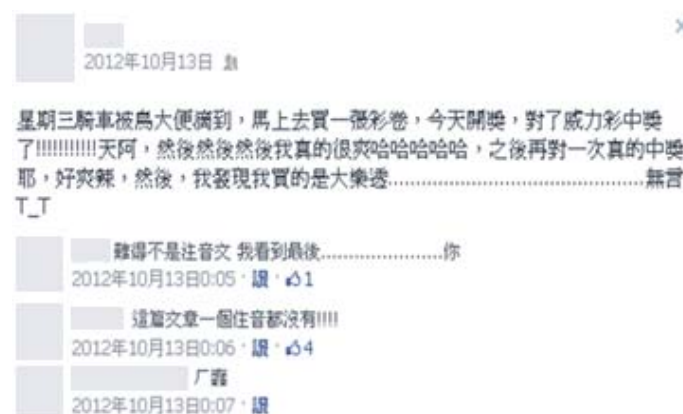 2012年10月13日
星期三騎車被鳥大便滴到，馬上去買一張彩卷，今天開獎，對了威力彩中獎
了!!!!!!!!!!!天阿，然後然後然後我真的很爽哈哈哈哈哈，之後再對一次真的中獎
耶，好爽辣，然後，我發現我買的是大樂透................................................無言
T_T
難得不是注音文 我看到最後.......................你
2012年10月13日0:05 · 讚 · 1
這篇文章一個住音都沒有!!!!
2012年10月13日0:06 · 讚 · 4
2012年10月13日0:07 · 讚